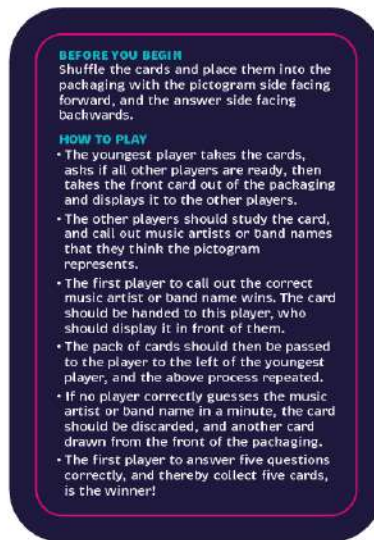 BEFORE YOU BEGIN
Shuffle the cards and place them into the
packaging with the pictogram side facing
forward, and the answer side facing
backwards.
HOW TO PLAY
• The youngest player takes the cards,
asks if all other players are ready, then
takes the front card out of the packaging
and displays it to the other players.
• The other players should study the card,
and call out music artists or band names
that they think the pictogram
represents.
• The first player to call out the correct
music artist or band name wins. The card
should be handed to this player, who
should display it in front of them.
• The pack of cards should then be passed
to the player to the left of the youngest
player, and the above process repeated.
• If no player correctly guesses the music
artist or band name in a minute, the card
should be discarded, and another card
drawn from the front of the packaging.
• The first player to answer five questions
correctly, and thereby collect five cards,
is the winner!